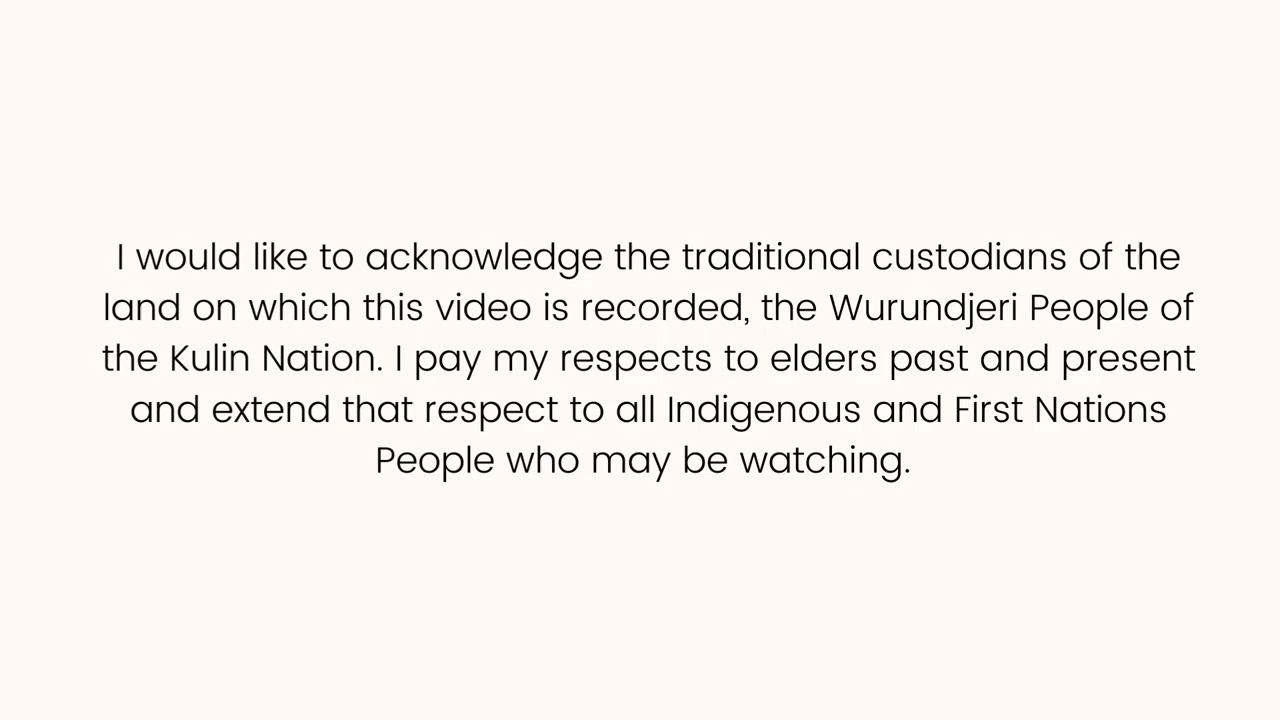 I would like to acknowledge the traditional custodians of the
land on which this video is recorded, the Wurundjeri People of
the Kulin Nation. I pay my respects to elders past and present
and extend that respect to all Indigenous and First Nations
People who may be watching.